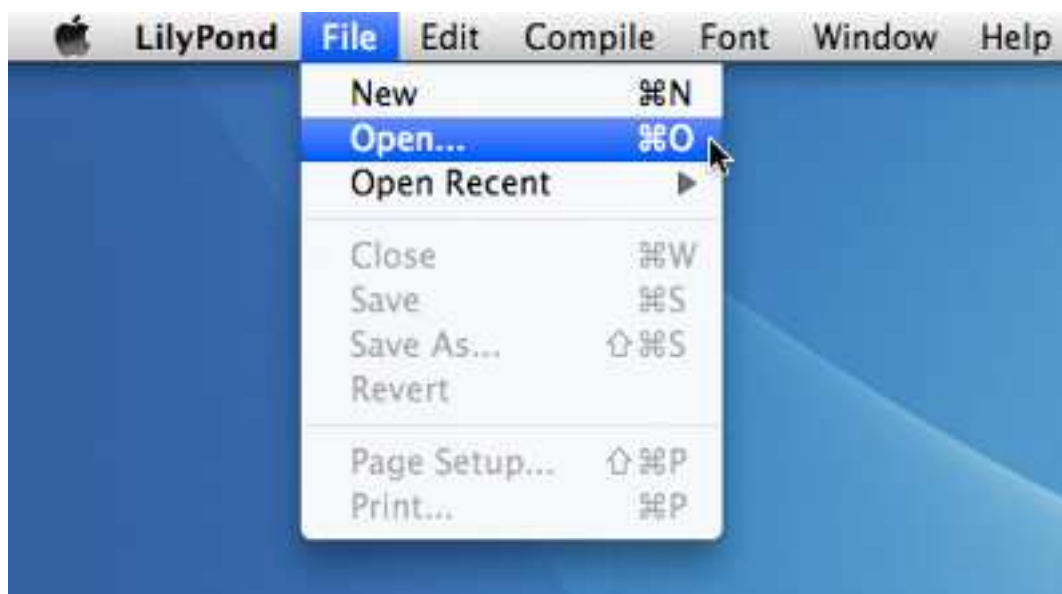 LilyPond File Edit Compile Font Window Help
New ⌘N
Open... ⌘O
Open Recent ▶
Close ⌘W
Save ⌘S
Save As... ⇧⌘S
Revert
Page Setup... ⇧⌘P
Print... ⌘P